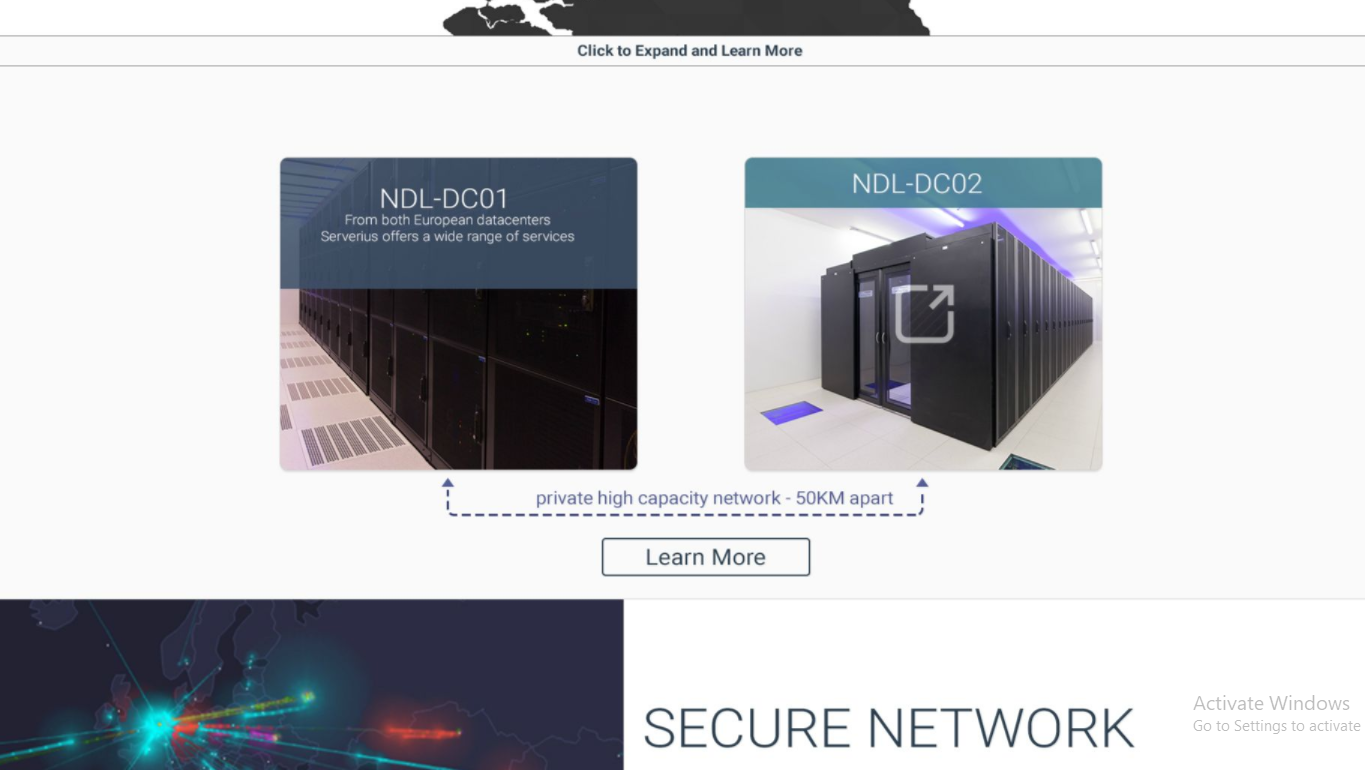 Click to Expand and Learn More
NDL-DC01
From both European datacenters
Serverius offers a wide range of services
NDL-DC02
private high capacity network - 50KM apart
Learn More
SECURE NETWORK
Activate Windows
Go to Settings to activate